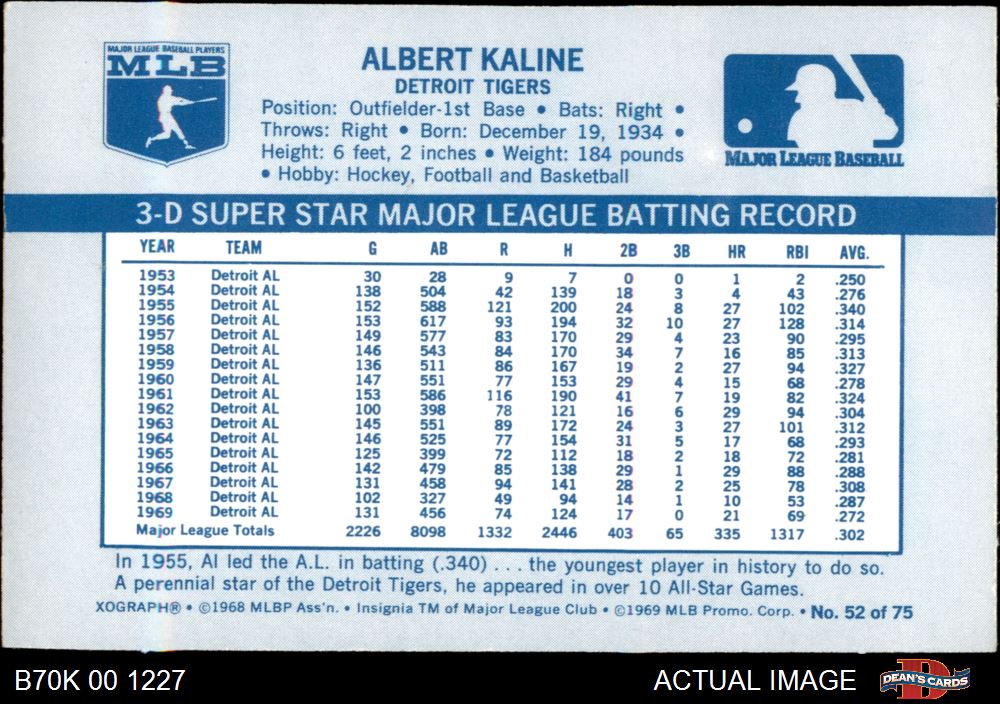 MAJOR LEAGUE BASEBALL PLAYERS
MLB
ALBERT KALINE
DETROIT TIGERS
Position: Outfielder-1st Base • Bats: Right •
Throws: Right • Born: December 19, 1934 •
Height: 6 feet, 2 inches • Weight: 184 pounds
• Hobby: Hockey, Football and Basketball
MAJOR LEAGUE BASEBALL
3-D SUPER STAR MAJOR LEAGUE BATTING RECORD
YEAR TEAM G AB R H 2B 3B HR RBI AVG.
1953 Detroit AL 30 28 9 7 0 0 1 2 .250
1954 Detroit AL 138 504 42 139 18 3 4 43 .276
1955 Detroit AL 152 588 121 200 24 8 27 102 .340
1956 Detroit AL 153 617 93 194 32 10 27 128 .314
1957 Detroit AL 149 577 83 170 29 4 23 90 .295
1958 Detroit AL 146 543 84 170 34 7 16 85 .313
1959 Detroit AL 136 511 86 167 19 2 27 94 .327
1960 Detroit AL 147 551 77 153 29 4 15 68 .278
1961 Detroit AL 153 586 116 190 41 7 19 82 .324
1962 Detroit AL 100 398 78 121 16 6 29 94 .304
1963 Detroit AL 145 551 89 172 24 3 27 101 .312
1964 Detroit AL 146 525 77 154 31 5 17 68 .293
1965 Detroit AL 125 399 72 112 18 2 18 72 .281
1966 Detroit AL 142 479 85 138 29 1 29 88 .288
1967 Detroit AL 131 458 94 141 28 2 25 78 .308
1968 Detroit AL 102 327 49 94 14 1 10 53 .287
1969 Detroit AL 131 456 74 124 17 0 21 69 .272
Major League Totals 2226 8098 1332 2446 403 65 335 1317 .302
In 1955, Al led the A.L. in batting (.340) . . . the youngest player in history to do so.
A perennial star of the Detroit Tigers, he appeared in over 10 All-Star Games.
XOGRAPH® • ©1968 MLBP Ass'n. • Insignia TM of Major League Club • ©1969 MLB Promo. Corp. • No. 52 of 75
B70K 00 1227
ACTUAL IMAGE
D
DEAN'S CARDS